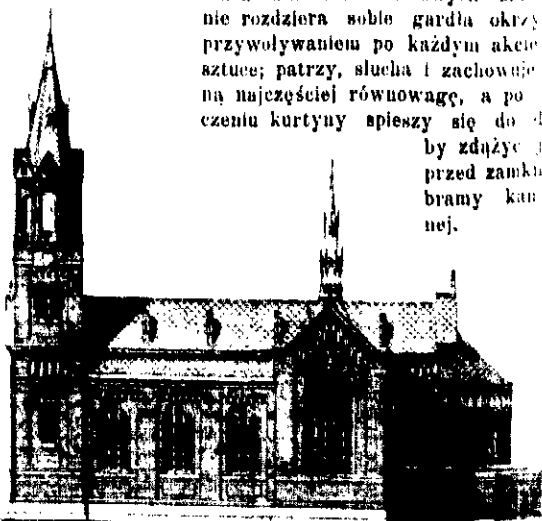 nie rozdziera sobie gardła okrzy
przywoływaniem po każdym akcie
sztuce; patrzy, słucha i zachowuje
ną najczęściej równowagę, a po
czeniu kurtyny spieszy się do
by zdążyć
przed zamkn
bramy kan
nej.